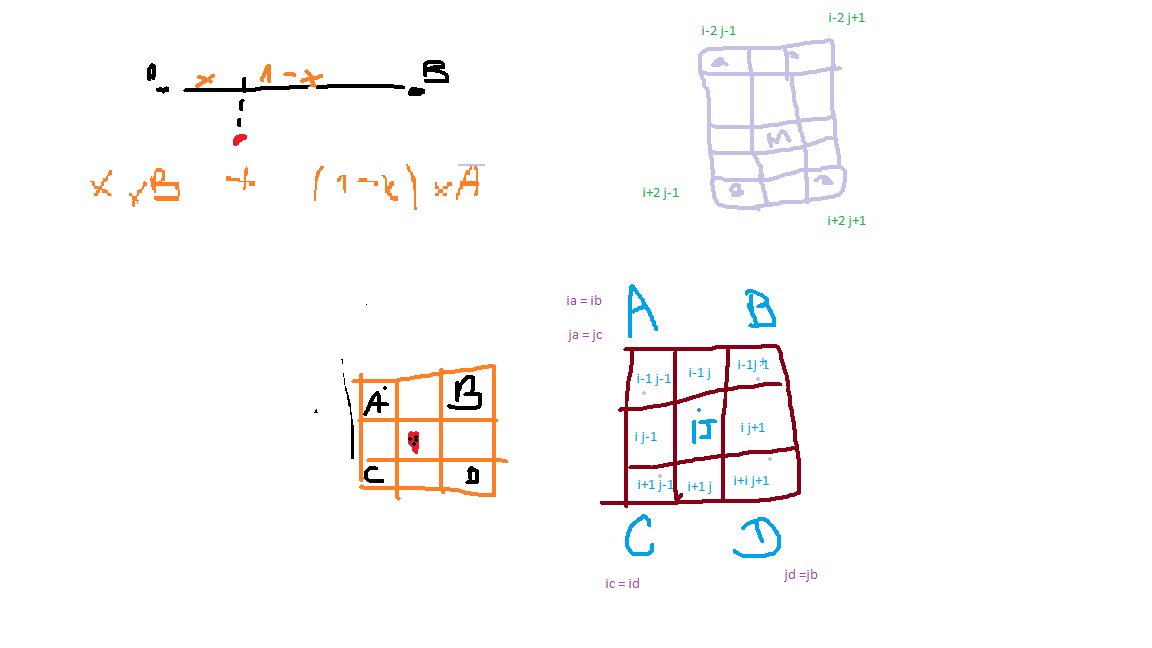 x 1-x B
x x B + (1-x) x A
i-2 j-1
i-2 j+1
M
i+2 j-1
i+2 j+1
ia = ib
ja = jc
A B
i-1 j-1 i-1 j i-1j+1
i j-1 ij i j+1
i+1 j-1 i+1 j i+i j+1
C D
ic = id
jd =jb
A B
C D